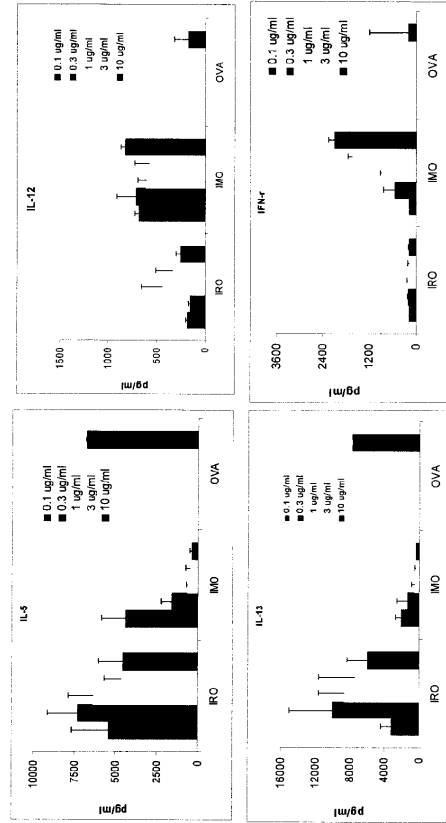 IL-5
10000
7500
5000
2500
0
pg/ml
■ 0.1 ug/ml
■ 0.3 ug/ml
1 ug/ml
3 ug/ml
■ 10 ug/ml
IRO IMO OVA
IL-12
1500
1000
500
0
pg/ml
■ 0.1 ug/ml
■ 0.3 ug/ml
1 ug/ml
3 ug/ml
■ 10 ug/ml
IRO IMO OVA
IL-13
16000
12000
8000
4000
0
pg/ml
■ 0.1 ug/ml
■ 0.3 ug/ml
1 ug/ml
3 ug/ml
■ 10 ug/ml
IRO IMO OVA
IFN-r
3600
2400
1200
0
pg/ml
■ 0.1 ug/ml
■ 0.3 ug/ml
1 ug/ml
3 ug/ml
■ 10 ug/ml
IRO IMO OVA